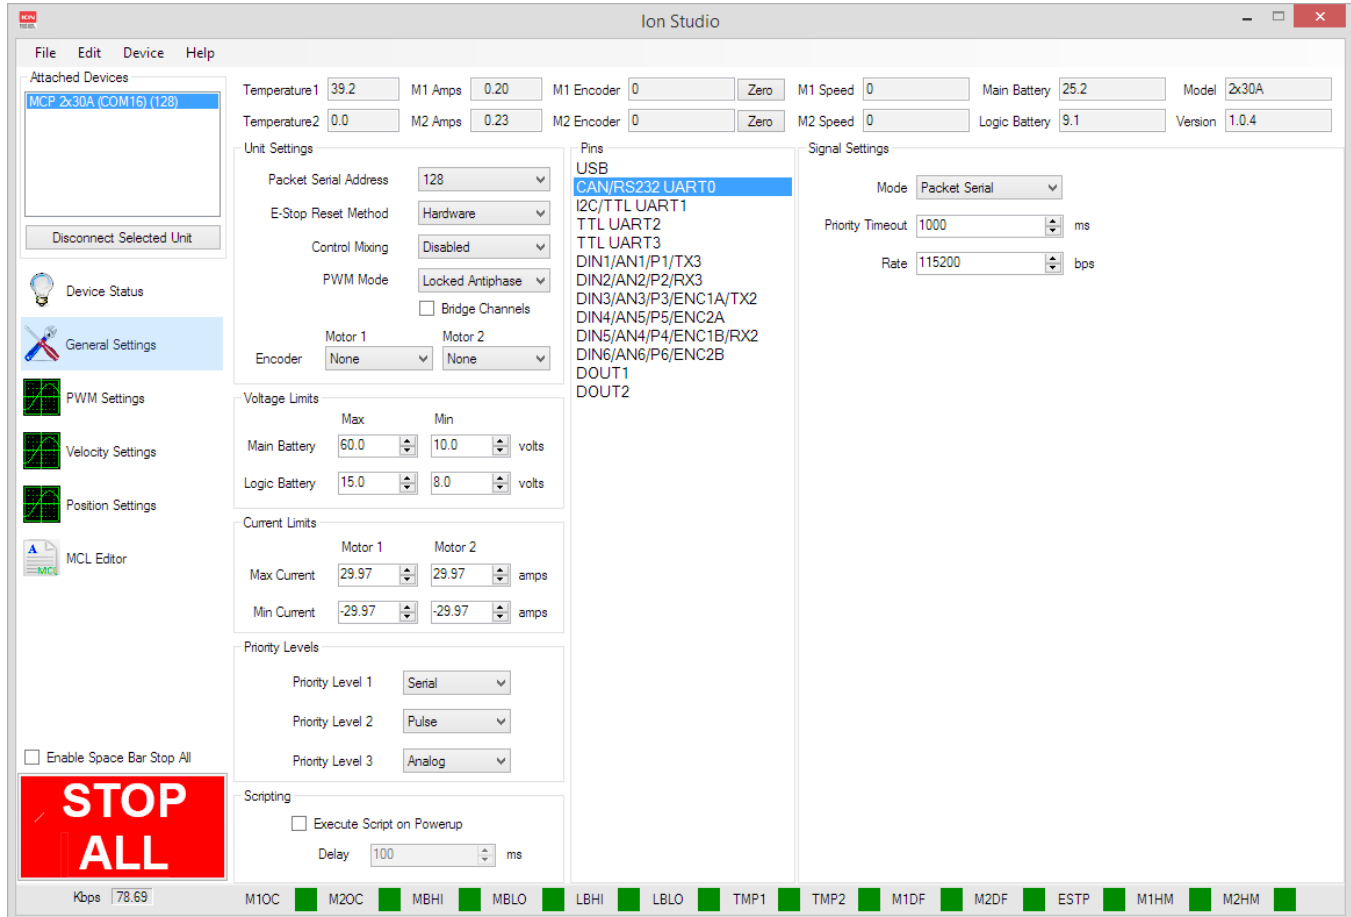 ION
Ion Studio
File Edit Device Help
Attached Devices
MCP 2x30A (COM16) (128)
Disconnect Selected Unit
Device Status
General Settings
PWM Settings
Velocity Settings
Position Settings
A
MCL
MCL Editor
Enable Space Bar Stop All
STOP
ALL
Kbps 78.69
Temperature1 39.2 M1 Amps 0.20 M1 Encoder 0 Zero M1 Speed 0 Main Battery 25.2 Model 2x30A
Temperature2 0.0 M2 Amps 0.23 M2 Encoder 0 Zero M2 Speed 0 Logic Battery 9.1 Version 1.0.4
Unit Settings
Packet Serial Address 128
E-Stop Reset Method Hardware
Control Mixing Disabled
PWM Mode Locked Antiphase
Bridge Channels
Motor 1 Motor 2
Encoder None None
Voltage Limits
Max Min
Main Battery 60.0 10.0 volts
Logic Battery 15.0 8.0 volts
Current Limits
Motor 1 Motor 2
Max Current 29.97 29.97 amps
Min Current -29.97 -29.97 amps
Priority Levels
Priority Level 1 Serial
Priority Level 2 Pulse
Priority Level 3 Analog
Scripting
Execute Script on Powerup
Delay 100 ms
Pins
USB
CAN/RS232 UART0
I2C/TTL UART1
TTL UART2
TTL UART3
DIN1/AN1/P1/TX3
DIN2/AN2/P2/RX3
DIN3/AN3/P3/ENC1A/TX2
DIN4/AN5/P5/ENC2A
DIN5/AN4/P4/ENC1B/RX2
DIN6/AN6/P6/ENC2B
DOUT1
DOUT2
Signal Settings
Mode Packet Serial
Priority Timeout 1000 ms
Rate 115200 bps
M1OC M2OC MBHI MBLO LBHI LBLO TMP1 TMP2 M1DF M2DF ESTP M1HM M2HM